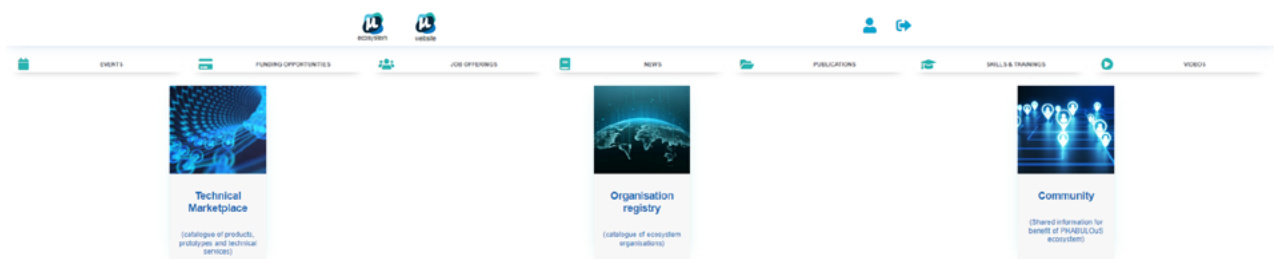 μ μ
ecosystem website
EVENTS FUNDING OPPORTUNITIES JOB OFFERINGS NEWS PUBLICATIONS SKILLS & TRAININGS VIDEOS
Technical
Marketplace
(catalogue of products,
prototypes and technical
services)
Organisation
registry
(catalogue of ecosystem
organisations)
Community
(Shared information for
benefit of PHABULOuS
ecosystem)